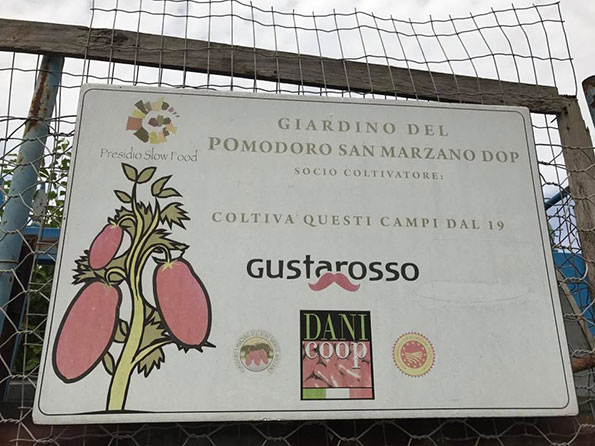 Presidio Slow Food
GIARDINO DEL
POMODORO SAN MARZANO DOP
SOCIO COLTIVATORE:
COLTIVA QUESTI CAMPI DAL 19
GUSTAROSSO
DANI
COOP